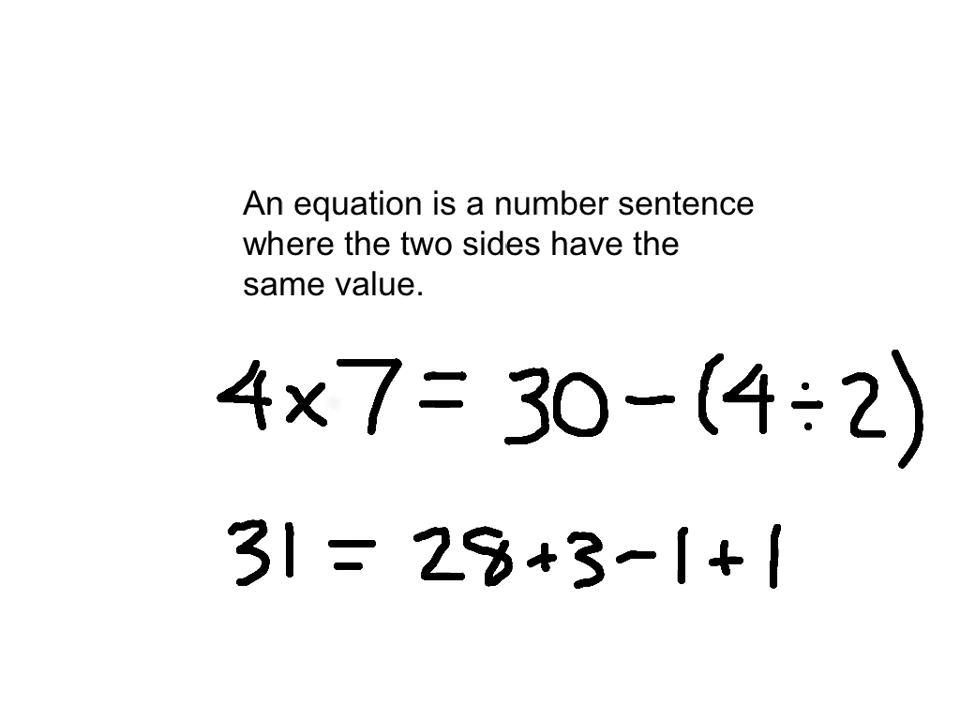 An equation is a number sentence
where the two sides have the
same value.
4x7 = 30 - (4 ÷ 2)
31 = 28 + 3 - 1 + 1